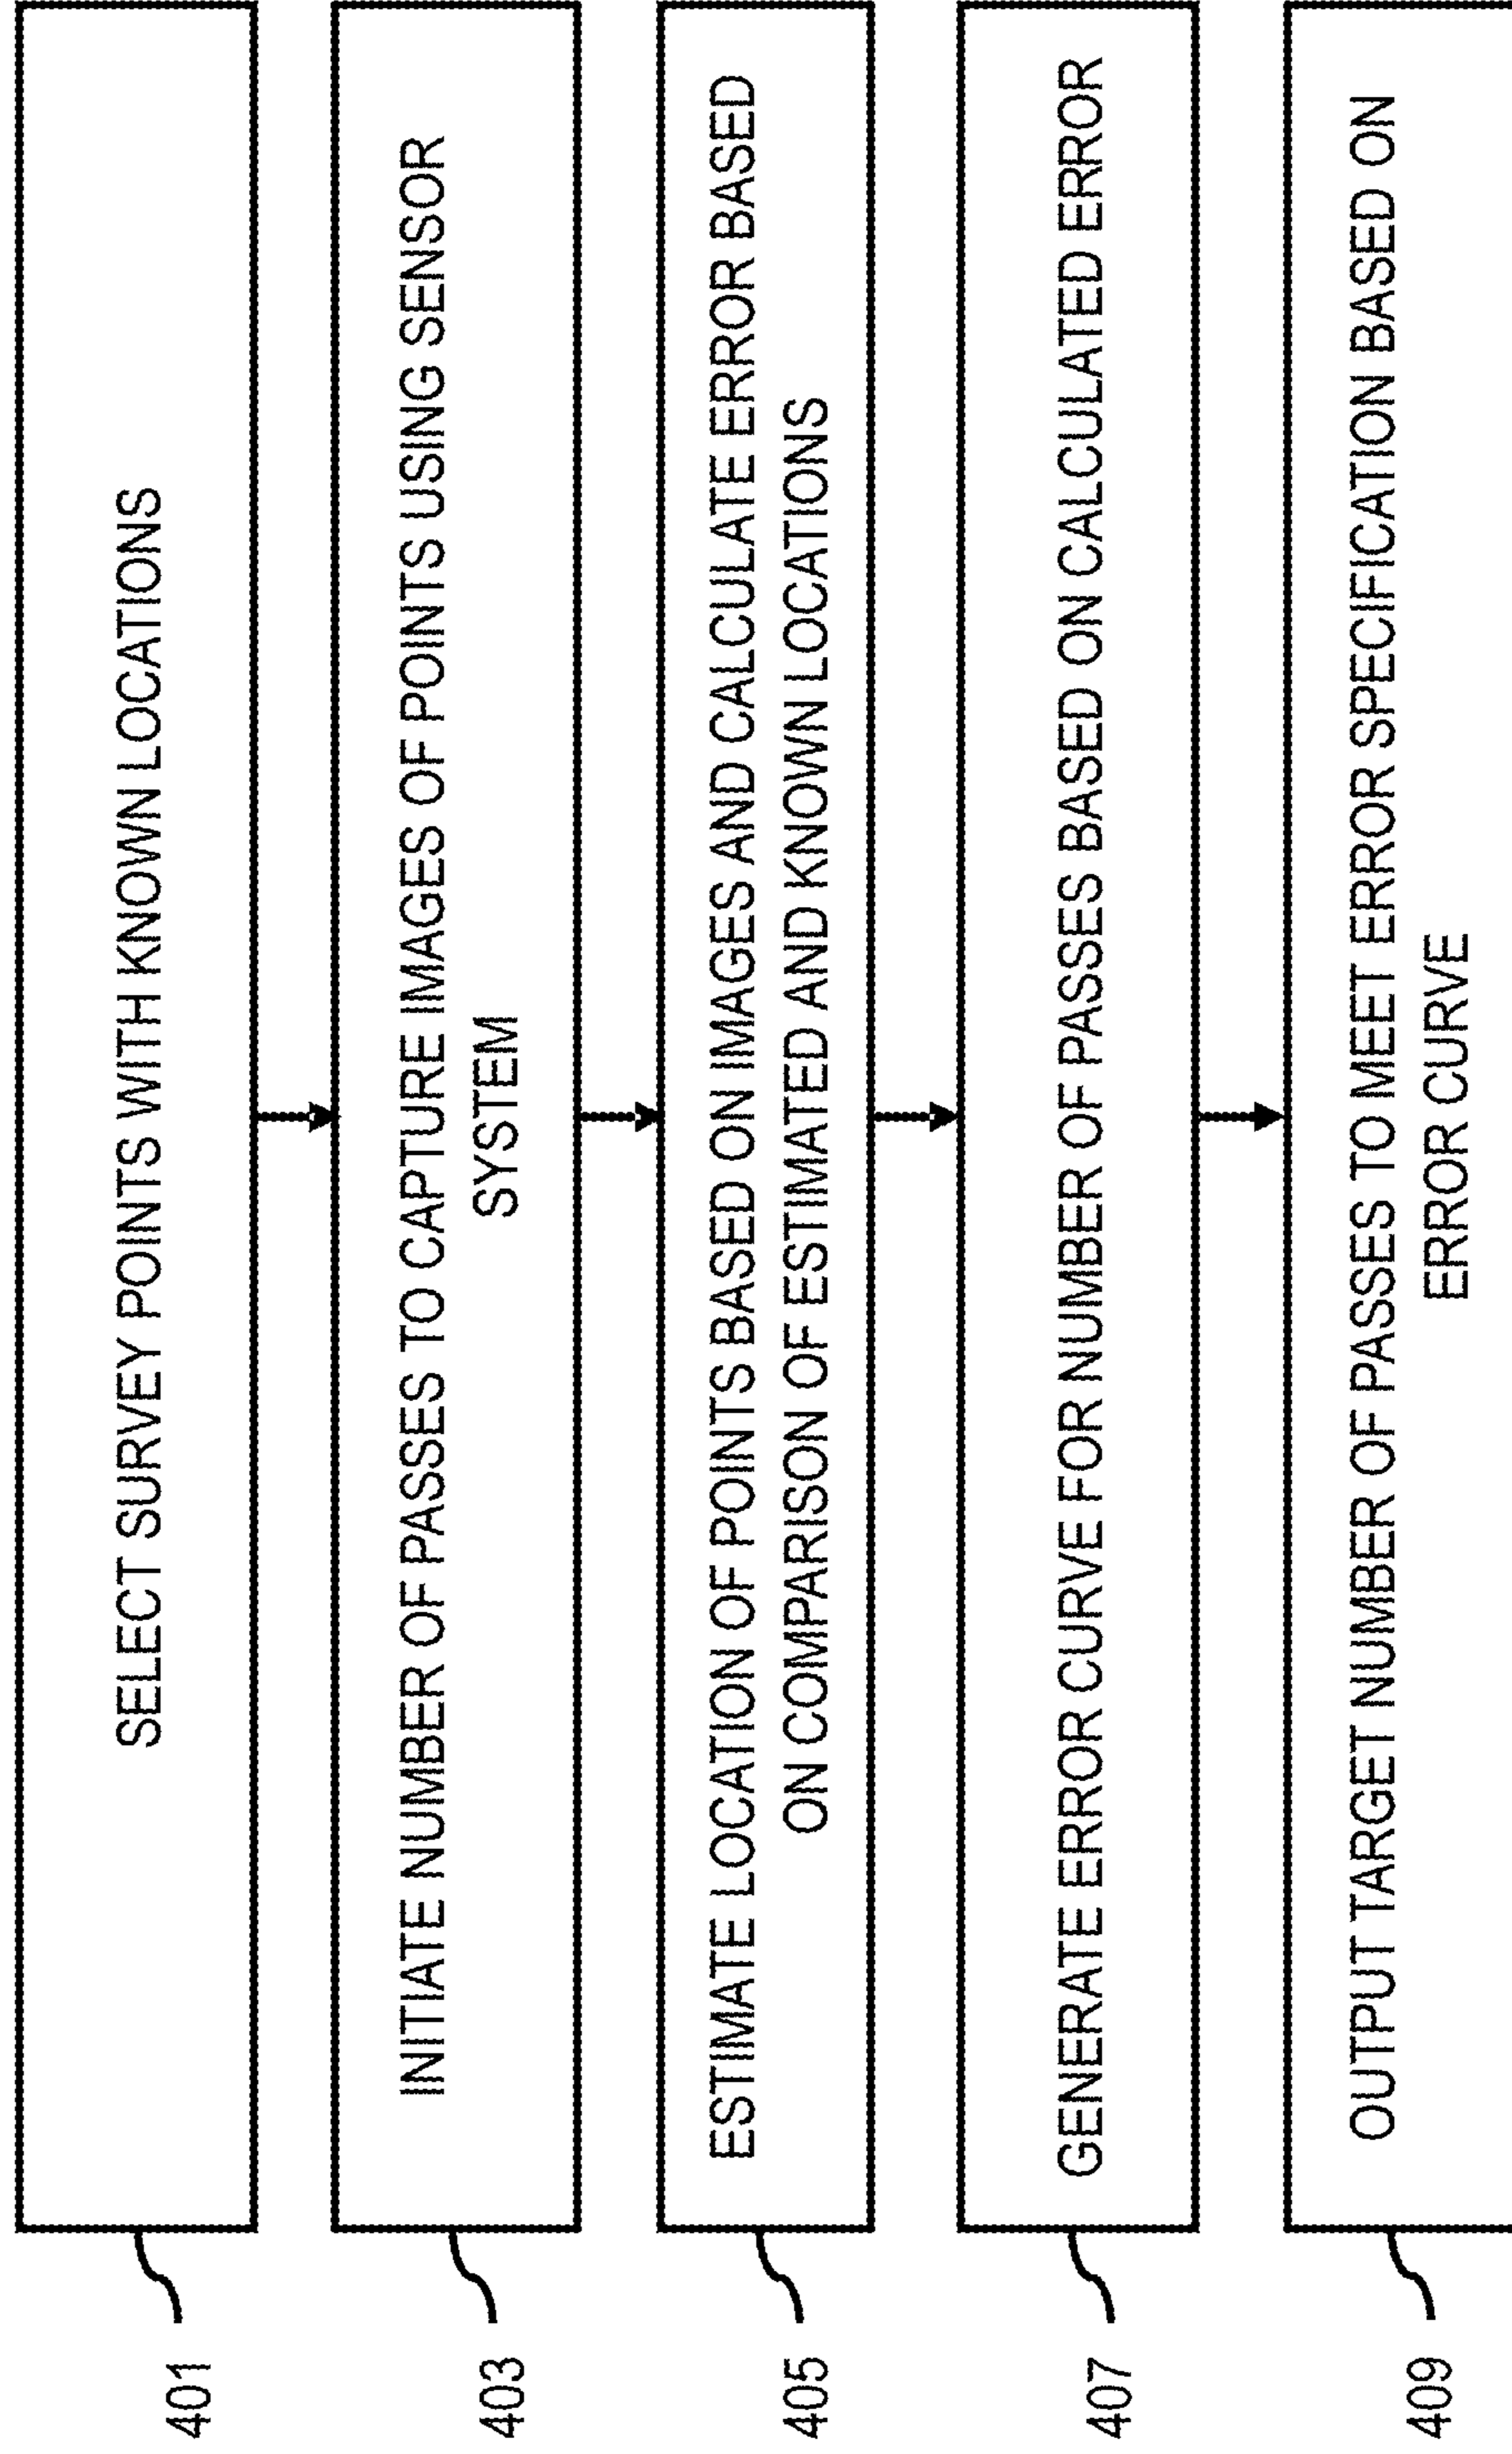 401
SELECT SURVEY POINTS WITH KNOWN LOCATIONS
403
INITIATE NUMBER OF PASSES TO CAPTURE IMAGES OF POINTS USING SENSOR
SYSTEM
405
ESTIMATE LOCATION OF POINTS BASED ON IMAGES AND CALCULATE ERROR BASED
ON COMPARISON OF ESTIMATED AND KNOWN LOCATIONS
407
GENERATE ERROR CURVE FOR NUMBER OF PASSES BASED ON CALCULATED ERROR
409
OUTPUT TARGET NUMBER OF PASSES TO MEET ERROR SPECIFICATION BASED ON
ERROR CURVE